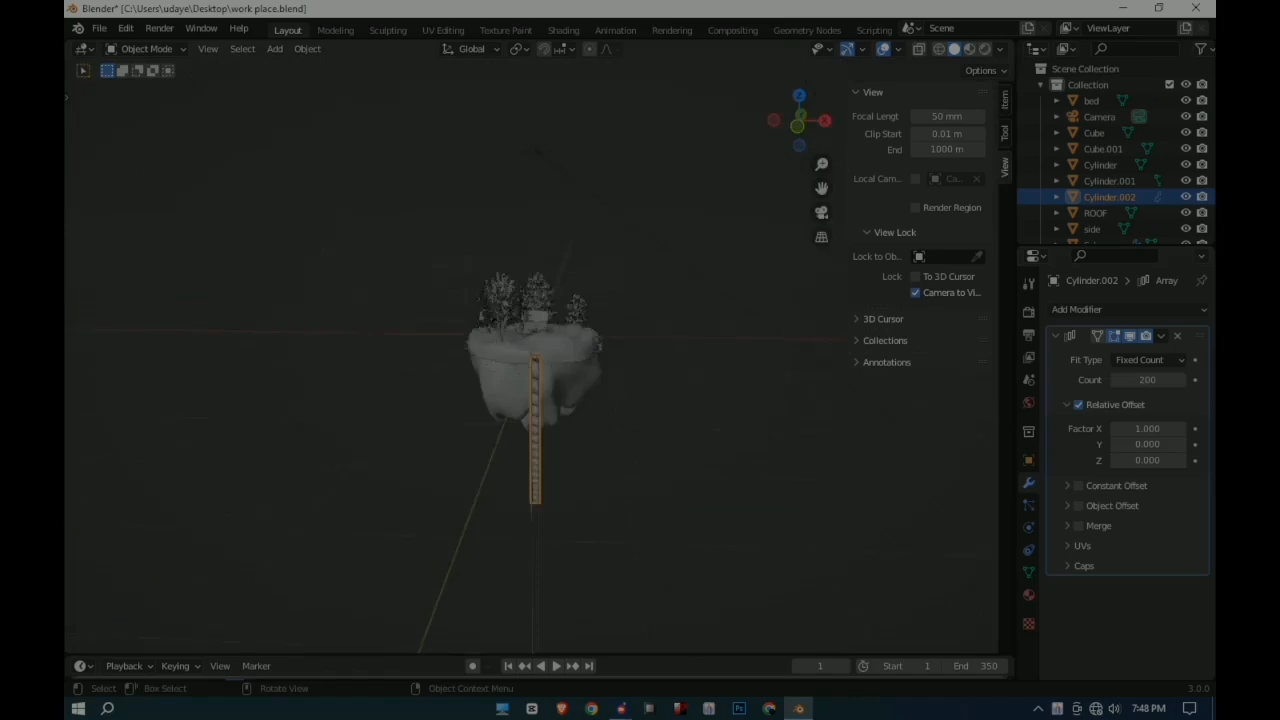 Blender* [C:\Users\udaye\Desktop\work place.blend]
File Edit Render Window Help Layout Modeling Sculpting UV Editing Texture Paint Shading Animation Rendering Compositing Geometry Nodes Scripting Scene ViewLayer
Object Mode View Select Add Object Global
Options
Scene Collection
Collection
bed
Camera
Cube
Cube.001
Cylinder
Cylinder.001
Cylinder.002
ROOF
side
View
Focal Lengt 50 mm
Clip Start 0.01 m
End 1000 m
Local Cam... Ca...
Render Region
View Lock
Lock to Ob...
Lock To 3D Cursor
Camera to Vi...
3D Cursor
Collections
Annotations
Item
Tool
View
Z
X
Cylinder.002 Array
Add Modifier
Fit Type Fixed Count
Count 200
Relative Offset
Factor X 1.000
Y 0.000
Z 0.000
Constant Offset
Object Offset
Merge
UVs
Caps
Playback Keying View Marker 1 Start 1 End 350
Select Box Select Rotate View Object Context Menu 3.0.0
Ps 7:48 PM